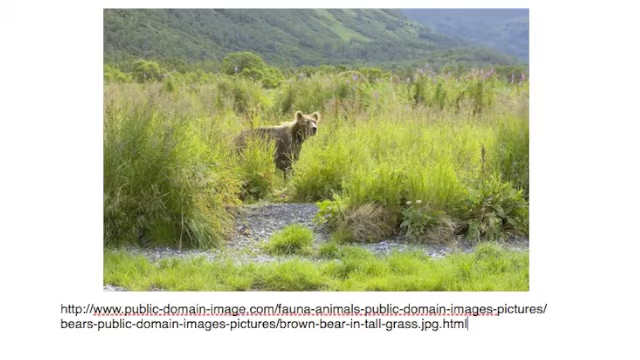 http://www.public-domain-image.com/fauna-animals-public-domain-images-pictures/
bears-public-domain-images-pictures/brown-bear-in-tall-grass.jpg.html